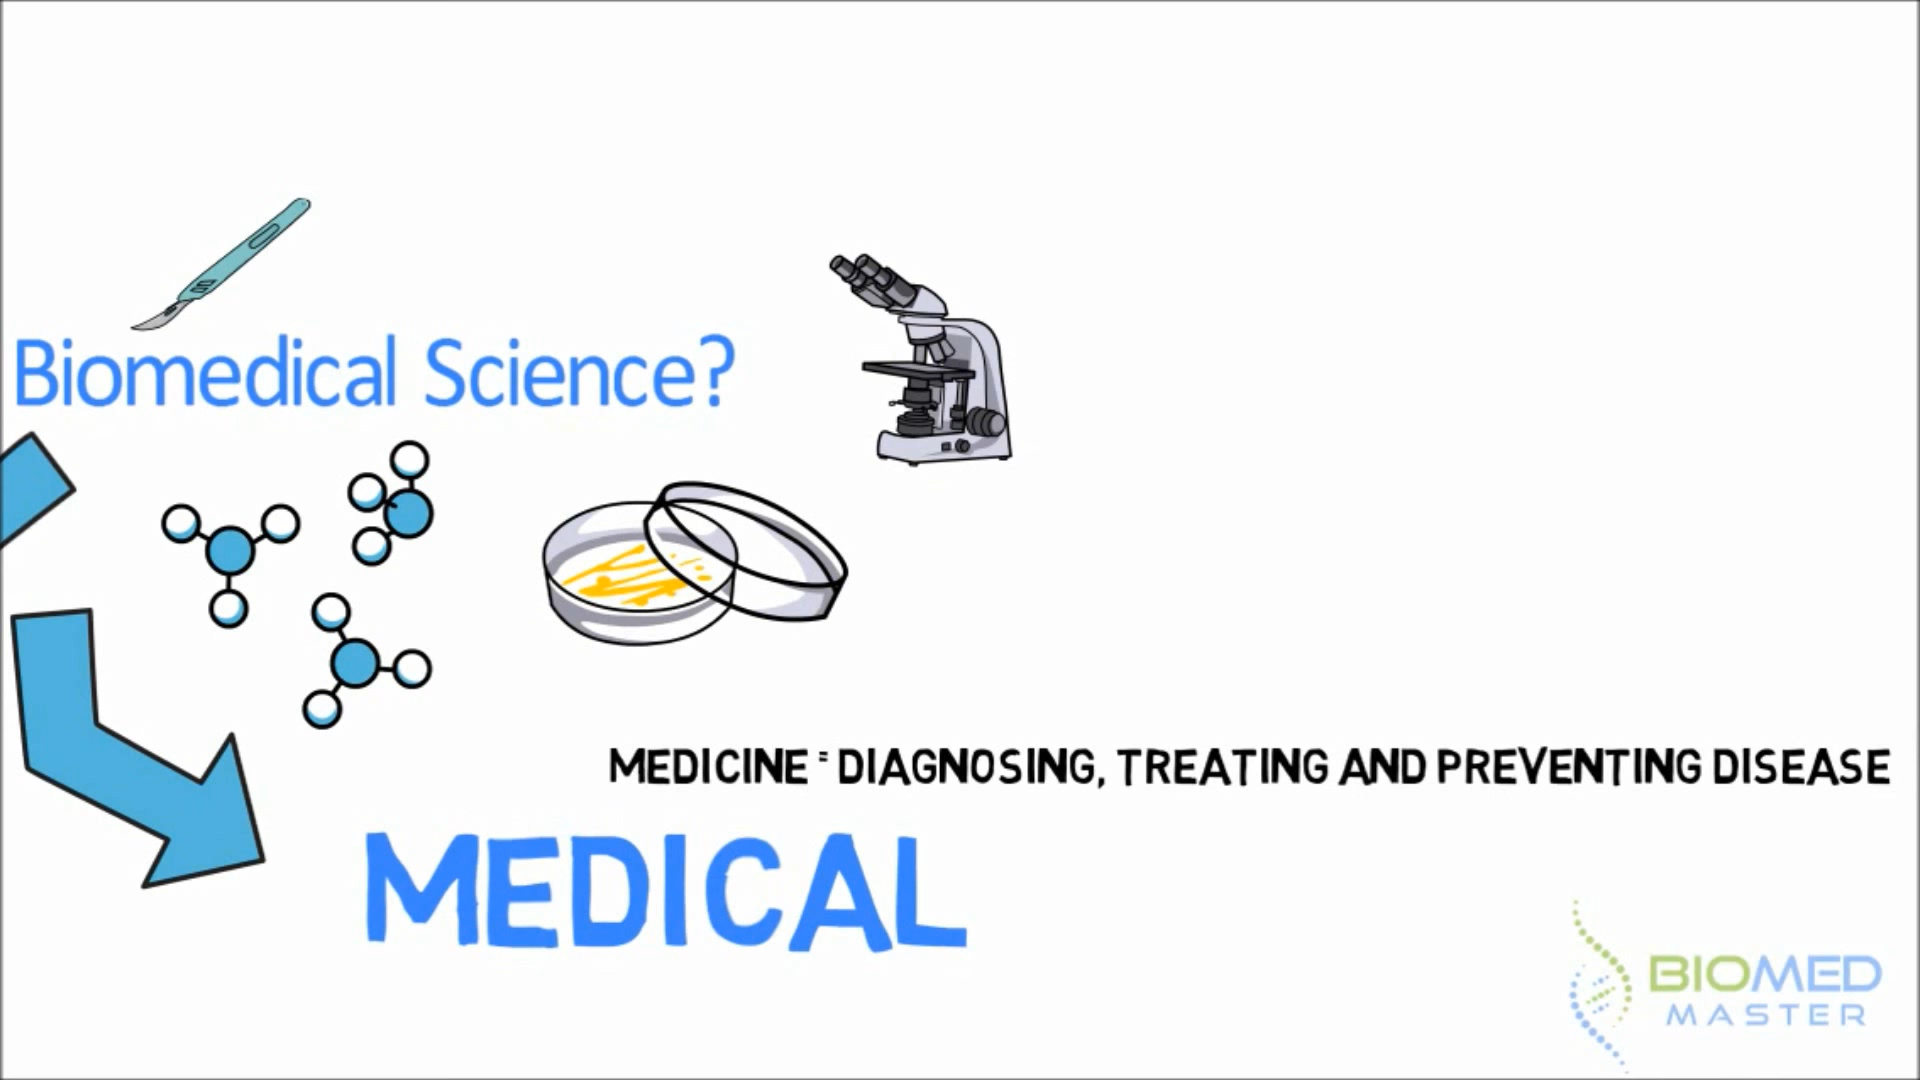 Biomedical Science?
MEDICINE = DIAGNOSING, TREATING AND PREVENTING DISEASE
MEDICAL
BIOMED
MASTER